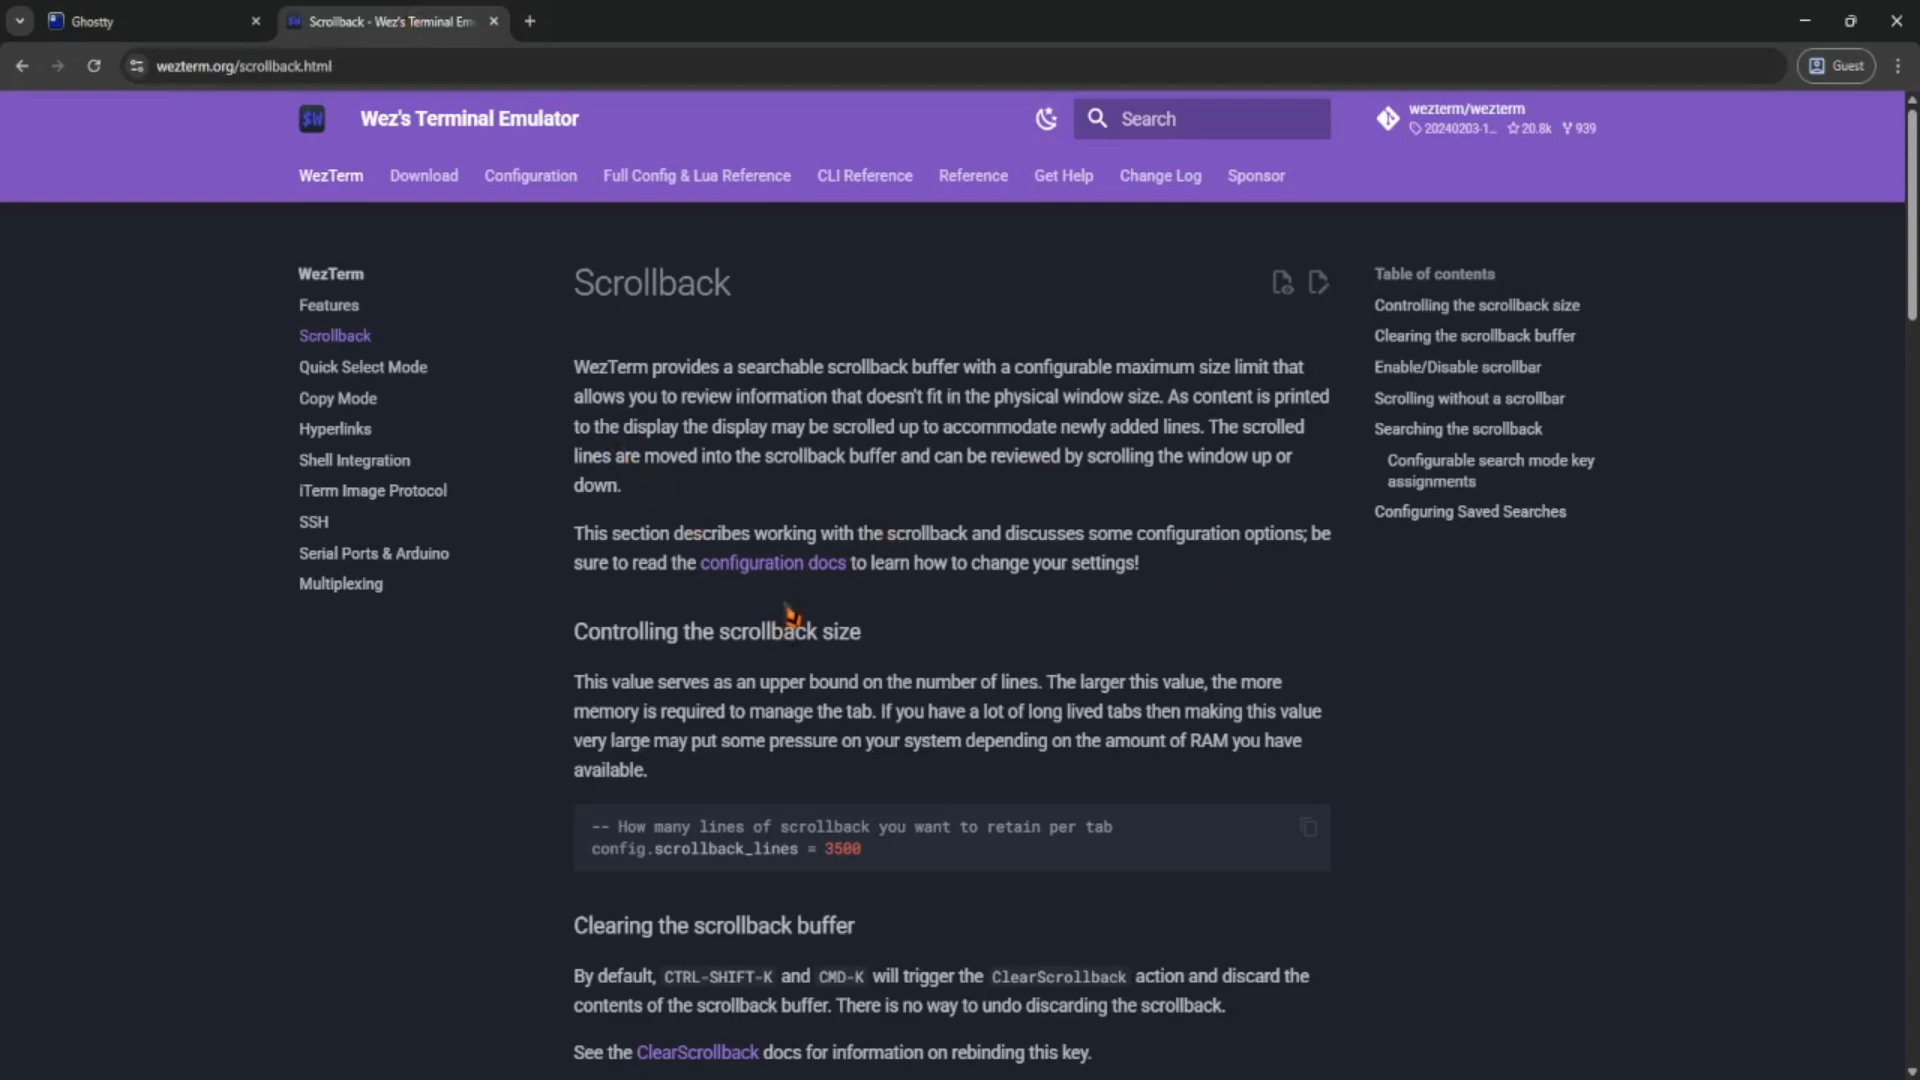 Ghostty
Scrollback - Wez's Terminal Em
wezterm.org/scrollback.html
Guest
$W
Wez's Terminal Emulator
Search
wezterm/wezterm
20240203-1... 20.8k 939
WezTerm Download Configuration Full Config & Lua Reference CLI Reference Reference Get Help Change Log Sponsor
WezTerm
Features
Scrollback
Quick Select Mode
Copy Mode
Hyperlinks
Shell Integration
iTerm Image Protocol
SSH
Serial Ports & Arduino
Multiplexing
Scrollback
WezTerm provides a searchable scrollback buffer with a configurable maximum size limit that
allows you to review information that doesn't fit in the physical window size. As content is printed
to the display the display may be scrolled up to accommodate newly added lines. The scrolled
lines are moved into the scrollback buffer and can be reviewed by scrolling the window up or
down.
This section describes working with the scrollback and discusses some configuration options; be
sure to read the configuration docs to learn how to change your settings!
Controlling the scrollback size
This value serves as an upper bound on the number of lines. The larger this value, the more
memory is required to manage the tab. If you have a lot of long lived tabs then making this value
very large may put some pressure on your system depending on the amount of RAM you have
available.
-- How many lines of scrollback you want to retain per tab
config.scrollback_lines = 3500
Clearing the scrollback buffer
By default, CTRL-SHIFT-K and CMD-K will trigger the ClearScrollback action and discard the
contents of the scrollback buffer. There is no way to undo discarding the scrollback.
See the ClearScrollback docs for information on rebinding this key.
Table of contents
Controlling the scrollback size
Clearing the scrollback buffer
Enable/Disable scrollbar
Scrolling without a scrollbar
Searching the scrollback
Configurable search mode key
assignments
Configuring Saved Searches